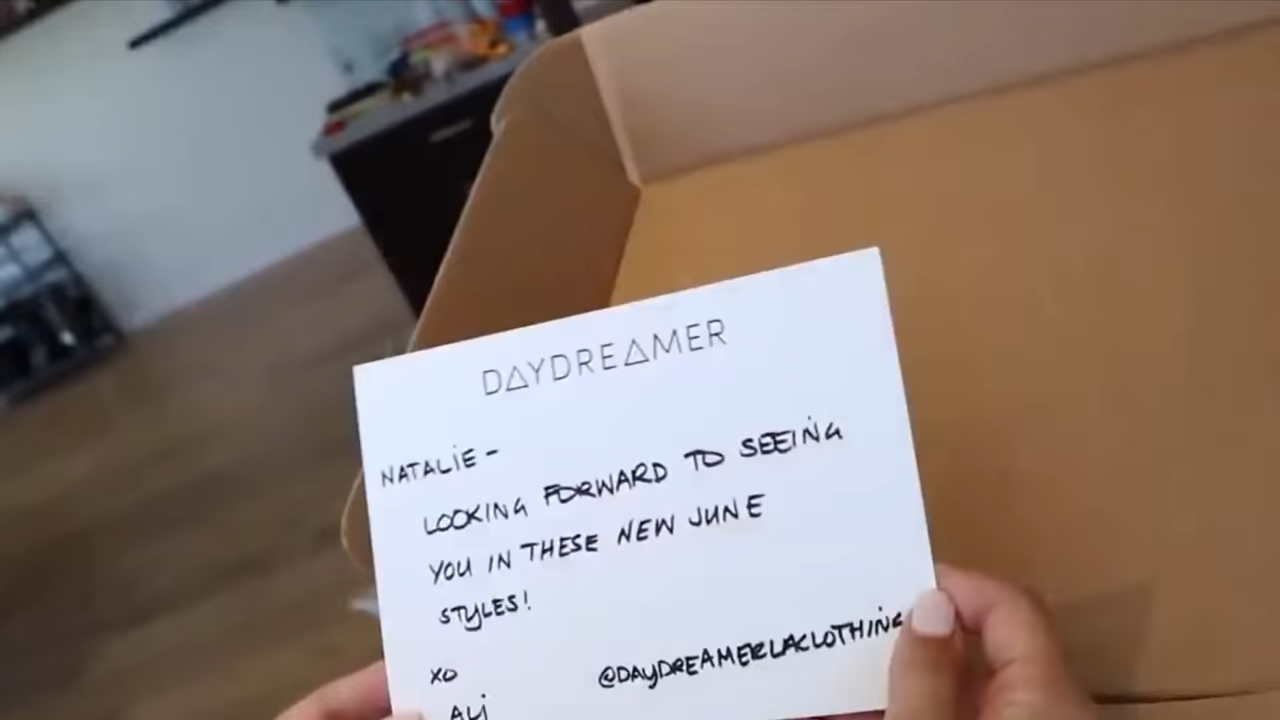 DAYDREAMER
NATALIE-
LOOKING FORWARD TO SEEING
YOU IN THESE NEW JUNE
STYLES!
XO @DAYDREAMERLACLOTHING
ALI